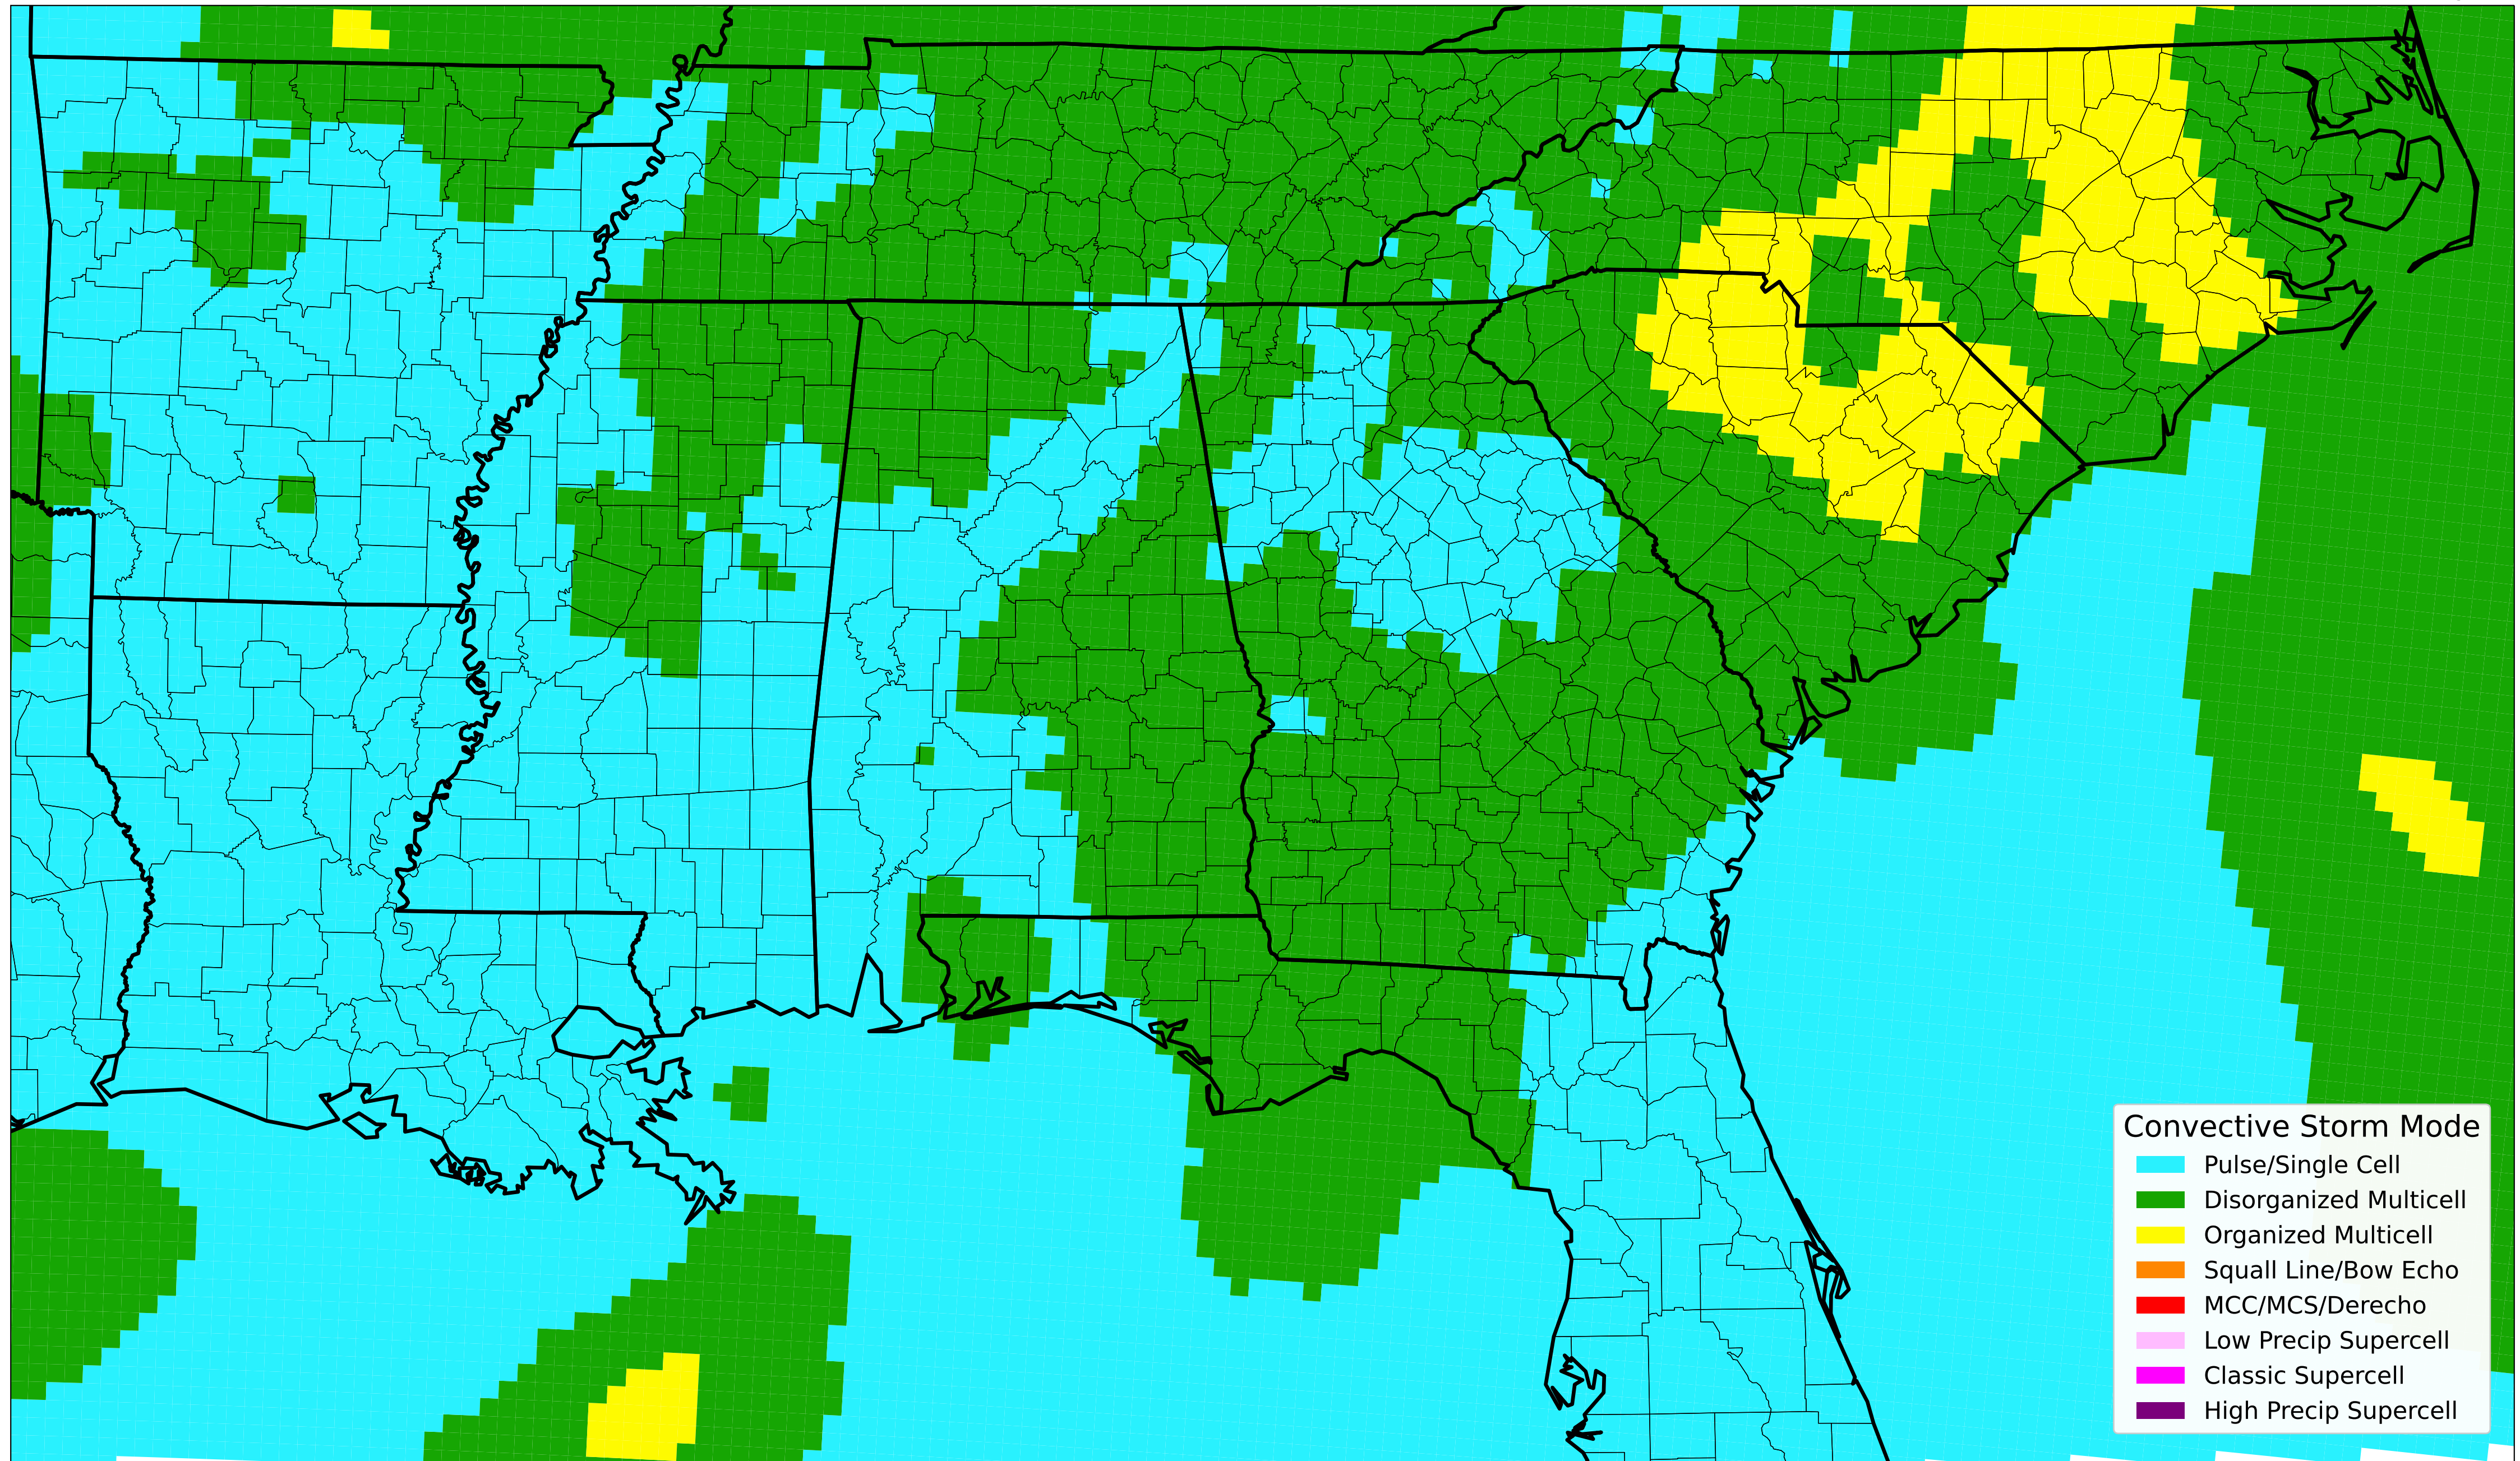 Convective Storm Mode
Pulse/Single Cell
Disorganized Multicell
Organized Multicell
Squall Line/Bow Echo
MCC/MCS/Derecho
Low Precip Supercell
Classic Supercell
High Precip Supercell